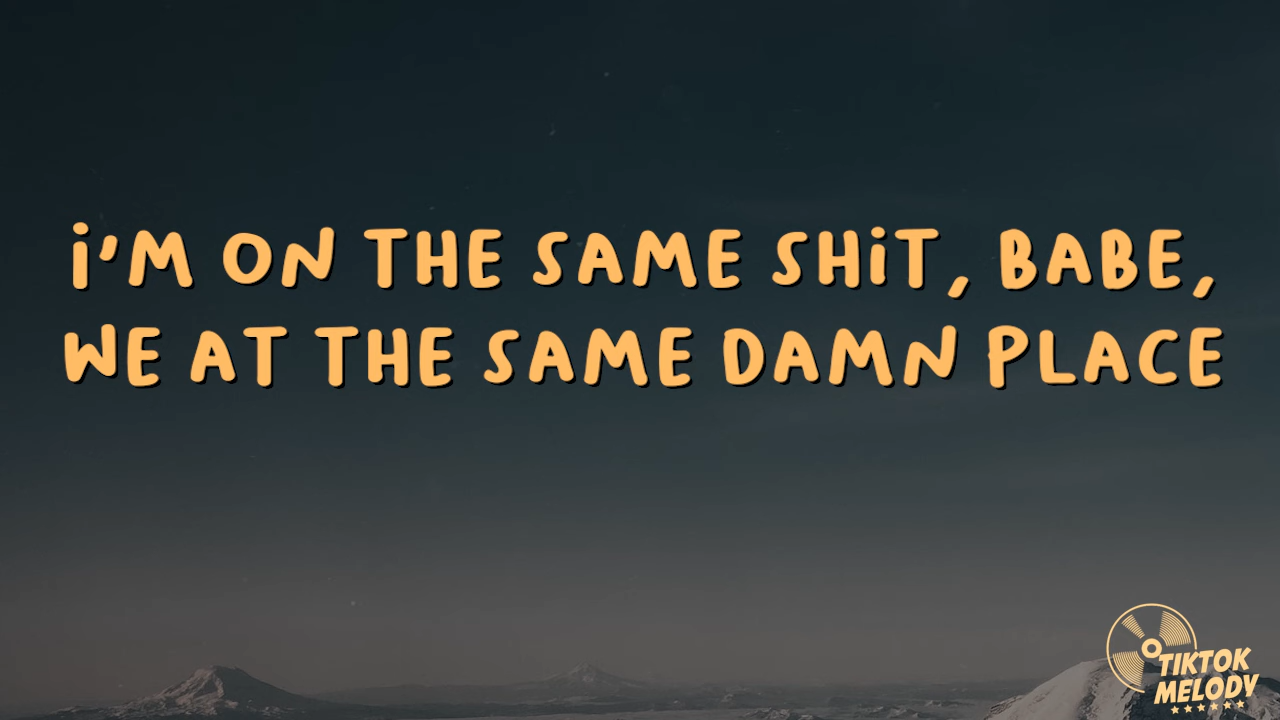 i'M ON THE SAME SHiT, BABE,
WE AT THE SAME DAMN PLACE
TIKTOK
MELODY